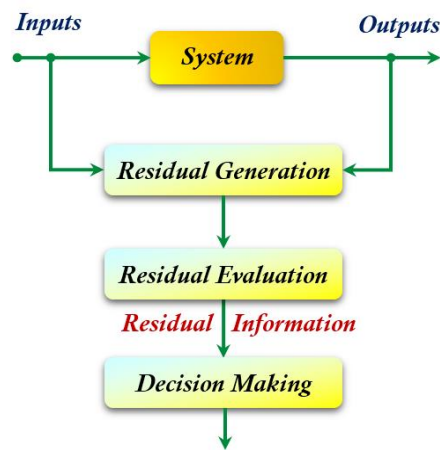 Inputs
Outputs
System
Residual Generation
Residual Evaluation
Residual Information
Decision Making